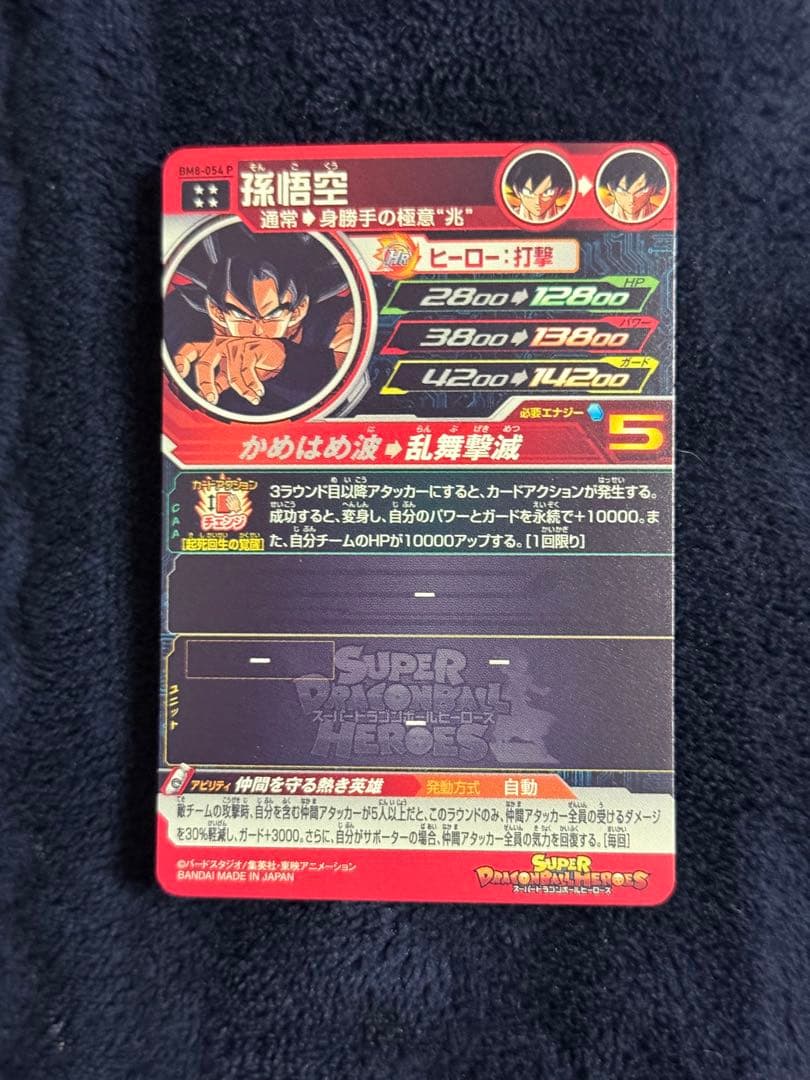 BM8-054 P
★★
★★
そんごくう
孫悟空
通常➡身勝手の極意"兆"
HR
ヒーロー:打撃
HP
2800➡12800
パワー
3800➡13800
ガード
4200➡14200
必要エナジー 5
かめはめ波➡乱舞撃滅
CAA
カードアクション
チェンジ
[起死回生の覚醒]
3ラウンド目以降アタッカーにすると、カードアクションが発生する。
成功すると、変身し、自分のパワーとガードを永続で+10000。ま
た、自分チームのHPが10000アップする。[1回限り]
ー
ユニット
ー ー
ー
SUPER
DRAGONBALL
スーパードラゴンボールヒーローズ
HEROES
アビリティ 仲間を守る熱き英雄 発動方式 自動
敵チームの攻撃時、自分を含む仲間アタッカーが5人以上だと、このラウンドのみ、仲間アタッカー全員の受けるダメージ
を30%軽減し、ガード+3000。さらに、自分がサポーターの場合、仲間アタッカー全員の気力を回復する。[毎回]
©バードスタジオ/集英社・東映アニメーション
BANDAI MADE IN JAPAN
SUPER
DRAGONBALL HEROES
スーパードラゴンボールヒーローズ